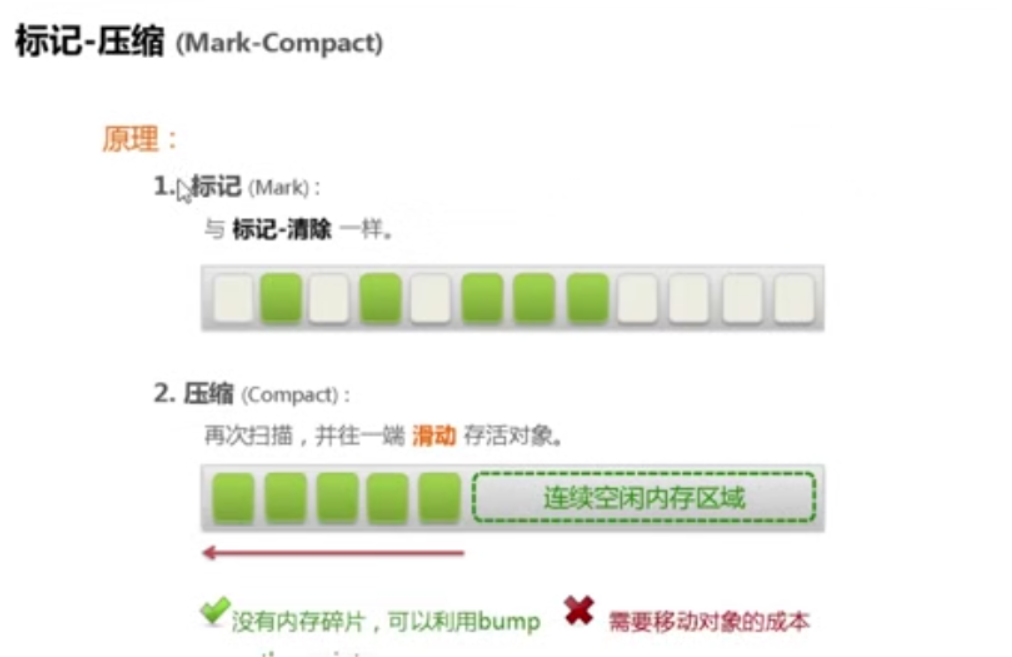 标记-压缩 (Mark-Compact)
原理：
1. 标记 (Mark)：
与 标记-清除 一样。
2. 压缩 (Compact)：
再次扫描，并往一端 滑动 存活对象。
连续空闲内存区域
没有内存碎片，可以利用bump
需要移动对象的成本